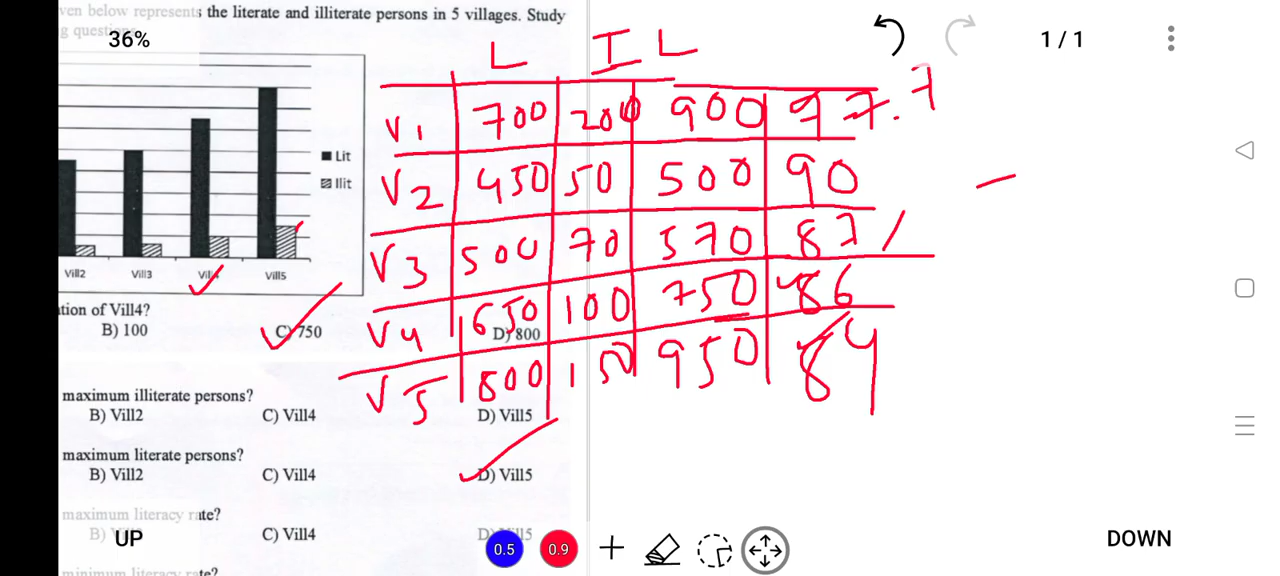 ven below represents the literate and illiterate persons in 5 villages. Study
g question
36%
1 / 1
L I L
V1 700 200 900 97.7
V2 450 50 500 90
V3 500 70 570 87
V4 650 100 750 86
V5 800 150 950 84
Lit
Illit
Vill2 Vill3 Vill4 Vill5
tion of Vill4?
B) 100 C) 750 D) 800
maximum illiterate persons?
B) Vill2 C) Vill4 D) Vill5
maximum literate persons?
B) Vill2 C) Vill4 D) Vill5
maximum literacy rate?
B) C) Vill4 D) Vill5
UP 0.5 0.9 DOWN
minimum literacy rate?